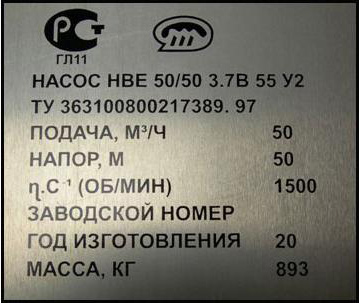 РСТ
ГЛ11
НАСОС НВЕ 50/50 3.7В 55 У2
ТУ 363100800217389. 97
ПОДАЧА, М³/Ч 50
НАПОР, М 50
η.С⁻¹ (ОБ/МИН) 1500
ЗАВОДСКОЙ НОМЕР
ГОД ИЗГОТОВЛЕНИЯ 20
МАССА, КГ 893